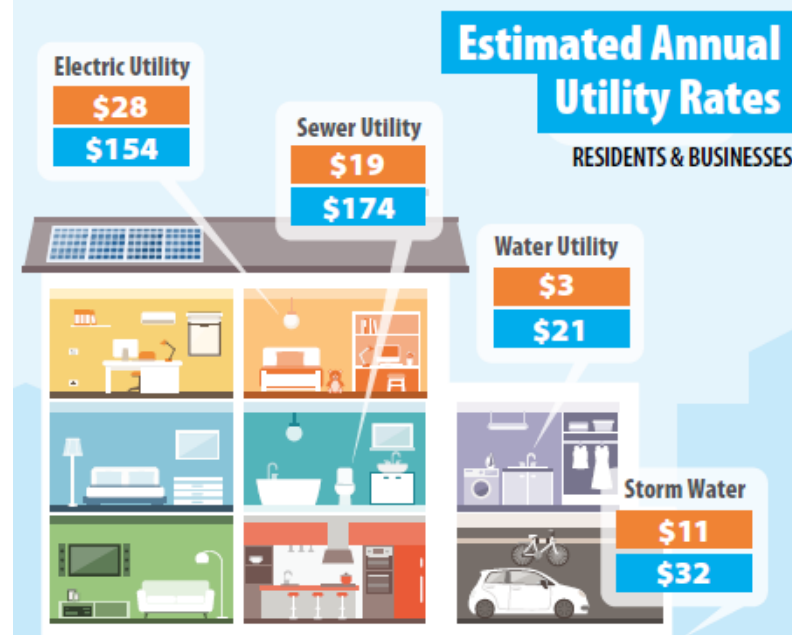 Estimated Annual
Utility Rates
RESIDENTS & BUSINESSES
Electric Utility
$28
$154
Sewer Utility
$19
$174
Water Utility
$3
$21
Storm Water
$11
$32